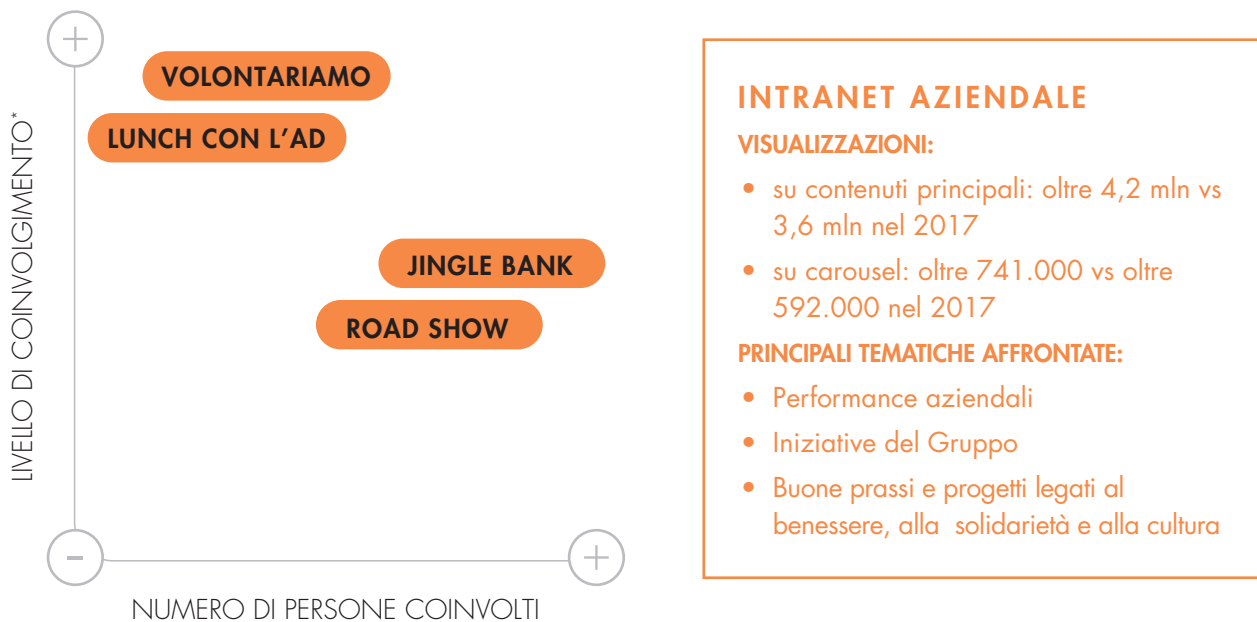 +
VOLONTARIAMO
LUNCH CON L'AD
LIVELLO DI COINVOLGIMENTO*
JINGLE BANK
ROAD SHOW
-
+
NUMERO DI PERSONE COINVOLTI
INTRANET AZIENDALE
VISUALIZZAZIONI:
• su contenuti principali: oltre 4,2 mln vs
3,6 mln nel 2017
• su carousel: oltre 741.000 vs oltre
592.000 nel 2017
PRINCIPALI TEMATICHE AFFRONTATE:
• Performance aziendali
• Iniziative del Gruppo
• Buone prassi e progetti legati al
benessere, alla solidarietà e alla cultura